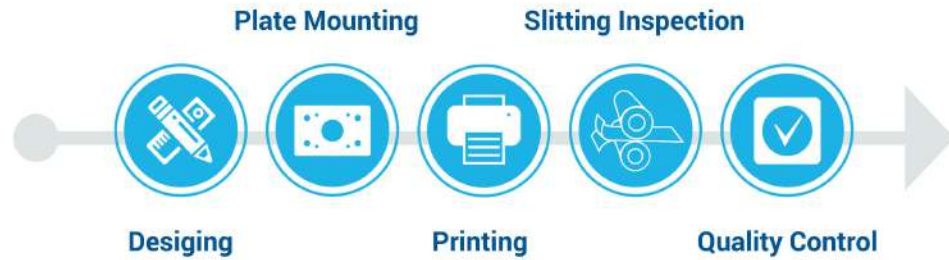 Plate Mounting
Slitting Inspection
Desiging
Printing
Quality Control